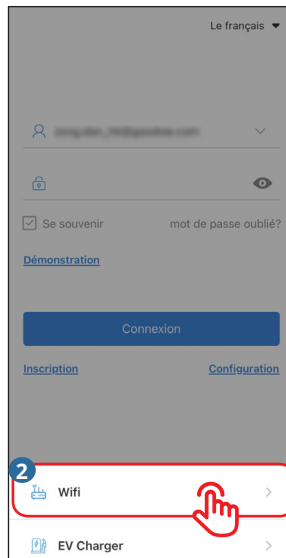 Le français
Se souvenir mot de passe oublié?
Démonstration
Connexion
Inscription Configuration
2
Wifi
EV Charger